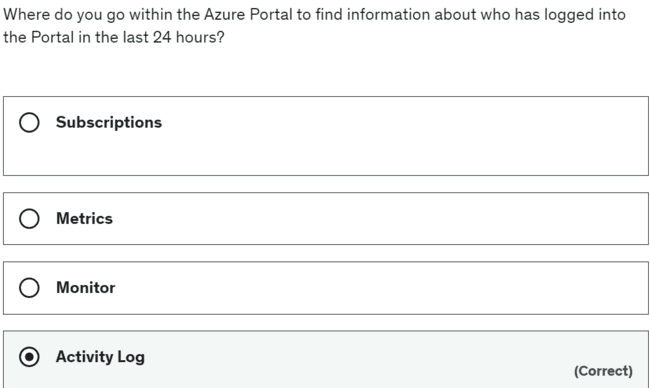 Where do you go within the Azure Portal to find information about who has logged into
the Portal in the last 24 hours?
Subscriptions
Metrics
Monitor
Activity Log
(Correct)